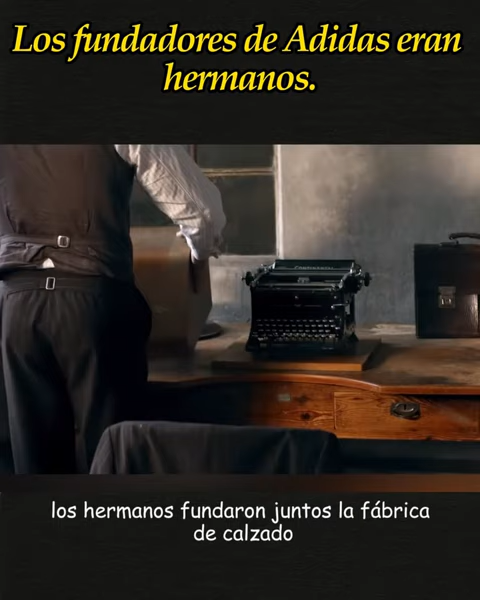 Los fundadores de Adidas eran
hermanos.
los hermanos fundaron juntos la fábrica
de calzado